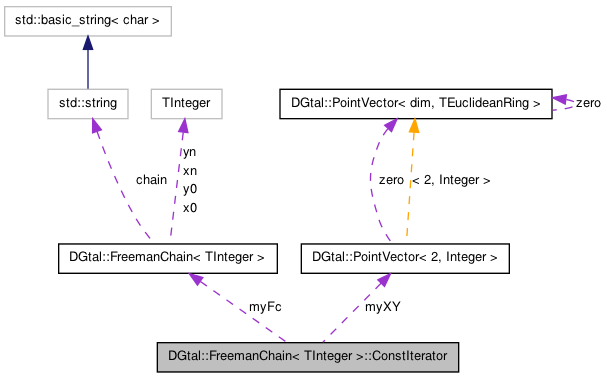 std::basic_string< char >
std::string
TInteger
DGtal::PointVector< dim, TEuclideanRing >
zero
chain
yn
xn
y0
x0
zero
< 2, Integer >
DGtal::FreemanChain< TInteger >
DGtal::PointVector< 2, Integer >
myFc
myXY
DGtal::FreemanChain< TInteger >::ConstIterator